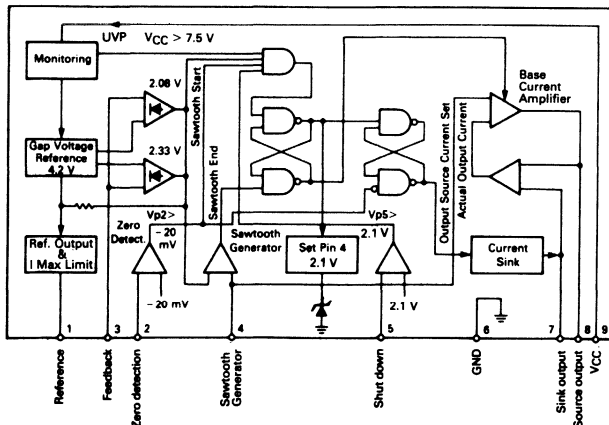 UVP
VCC > 7.5 V
Monitoring
Gap Voltage
Reference
4.2 V
Ref. Output
&
I Max Limit
2.08 V
2.33 V
Sawtooth Start
Sawtooth End
Vp2>
- 20
mV
Zero
Detect.
- 20 mV
Sawtooth
Generator
Set Pin 4
2.1 V
Vp5>
2.1 V
2.1 V
Output Source Current Set
Actual Output Current
Base
Current
Amplifier
Current
Sink
1
3
2
4
5
6
7
8
9
Reference
Feedback
Zero detection
Sawtooth
Generator
Shut down
GND
Sink output
Source output
VCC